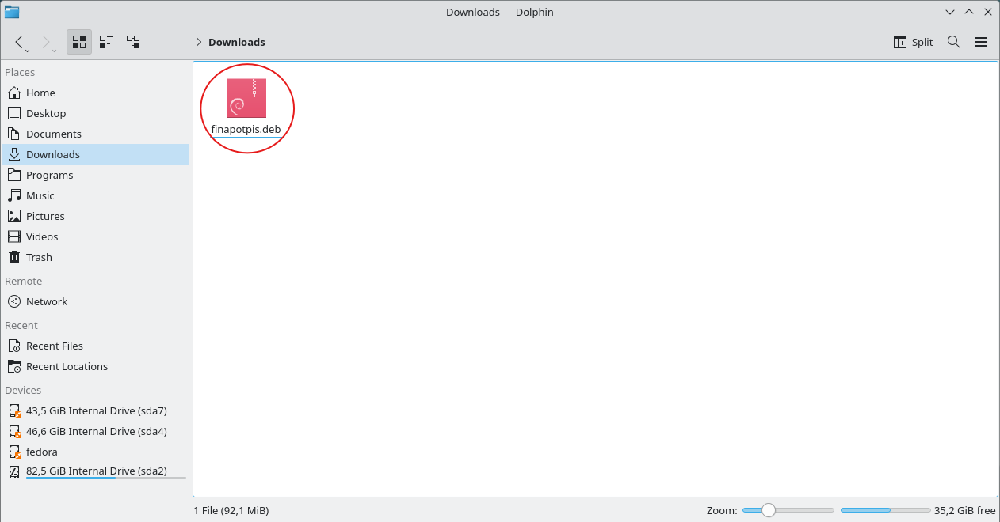 Downloads — Dolphin
Downloads
Split
Places
Home
Desktop
Documents
Downloads
Programs
Music
Pictures
Videos
Trash
Remote
Network
Recent
Recent Files
Recent Locations
Devices
43,5 GiB Internal Drive (sda7)
46,6 GiB Internal Drive (sda4)
fedora
82,5 GiB Internal Drive (sda2)
finapotpis.deb
1 File (92,1 MiB)
Zoom:
35,2 GiB free